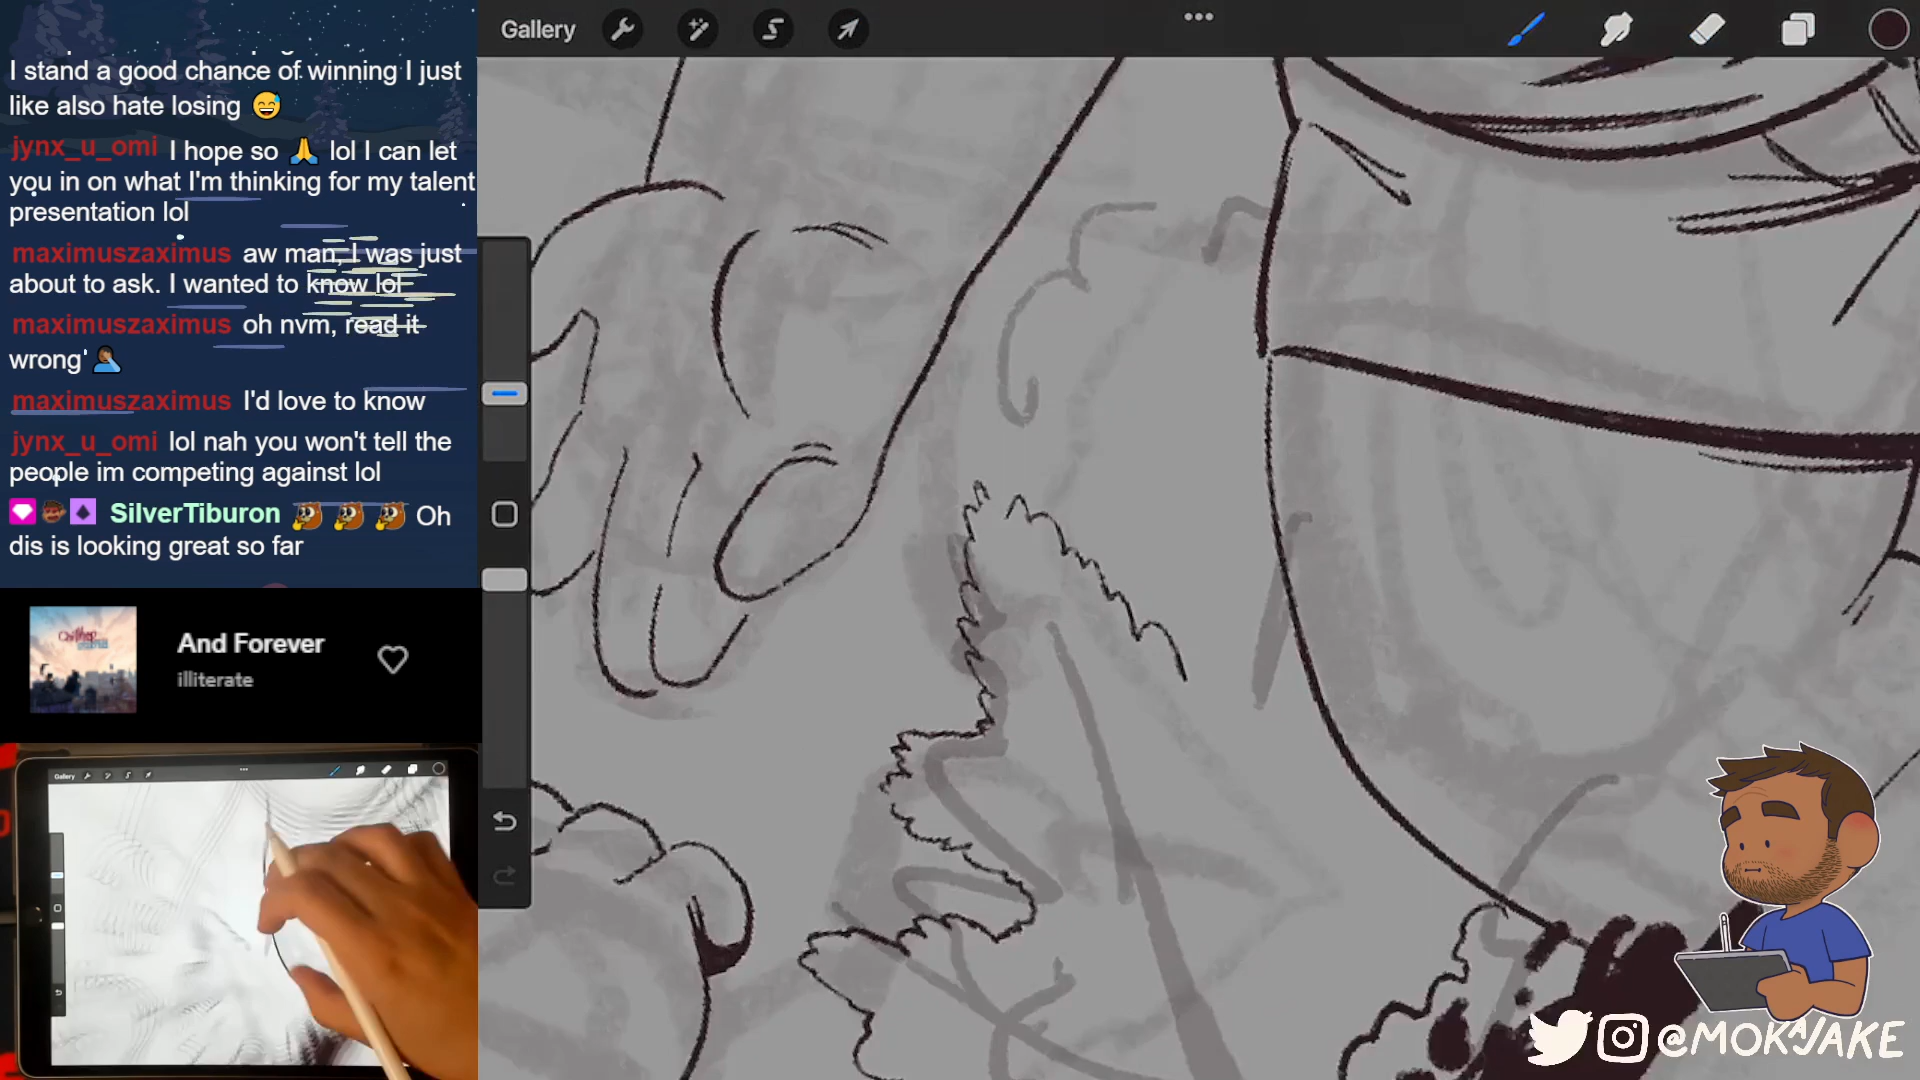 I stand a good chance of winning I just
like also hate losing 😅
jynx_u_omi I hope so 🙏 lol I can let
you in on what I'm thinking for my talent
presentation lol
maximuszaximus aw man, I was just
about to ask. I wanted to know lol
maximuszaximus oh nvm, read it
wrong 🤦🏾
maximuszaximus I'd love to know
jynx_u_omi lol nah you won't tell the
people im competing against lol
SilverTiburon Oh
dis is looking great so far
And Forever
illiterate
Gallery
Gallery
@MOKAJAKE